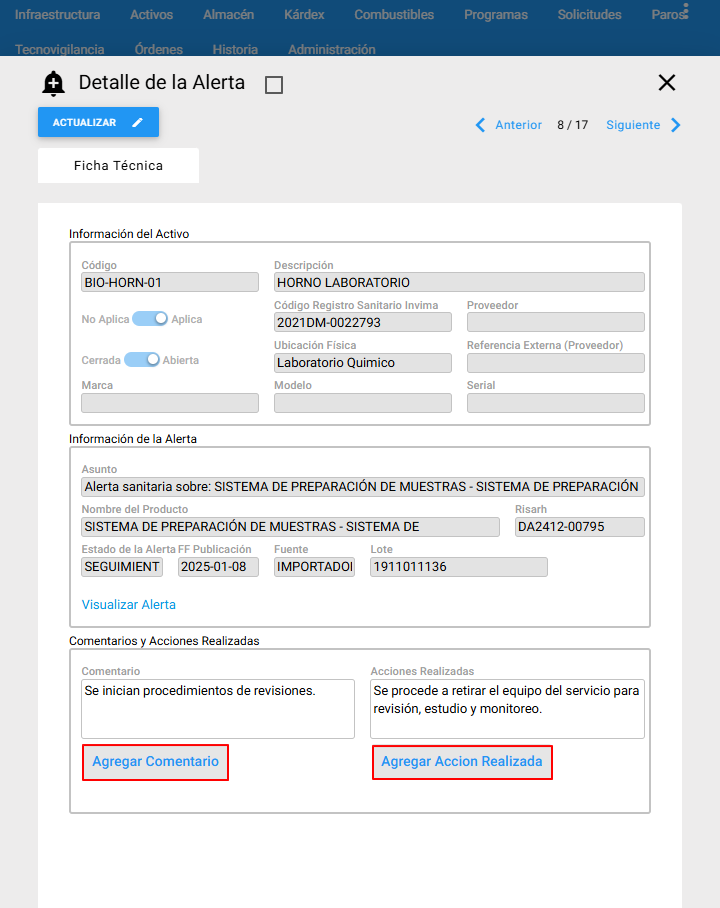 Infraestructura Activos Almacén Kárdex Combustibles Programas Solicitudes Paros
Tecnovigilancia Órdenes Historia Administración
Detalle de la Alerta
ACTUALIZAR
Anterior 8 / 17 Siguiente
Ficha Técnica
Información del Activo
Código Descripción
BIO-HORN-01 HORNO LABORATORIO
Código Registro Sanitario Invima Proveedor
No Aplica Aplica 2021DM-0022793
Ubicación Física Referencia Externa (Proveedor)
Cerrada Abierta Laboratorio Quimico
Marca Modelo Serial
Información de la Alerta
Asunto
Alerta sanitaria sobre: SISTEMA DE PREPARACIÓN DE MUESTRAS - SISTEMA DE PREPARACIÓN
Nombre del Producto Risarh
SISTEMA DE PREPARACIÓN DE MUESTRAS - SISTEMA DE DA2412-00795
Estado de la Alerta FF Publicación Fuente Lote
SEGUIMIENT 2025-01-08 IMPORTADOI 1911011136
Visualizar Alerta
Comentarios y Acciones Realizadas
Comentario Acciones Realizadas
Se inician procedimientos de revisiones. Se procede a retirar el equipo del servicio para
revisión, estudio y monitoreo.
Agregar Comentario Agregar Accion Realizada